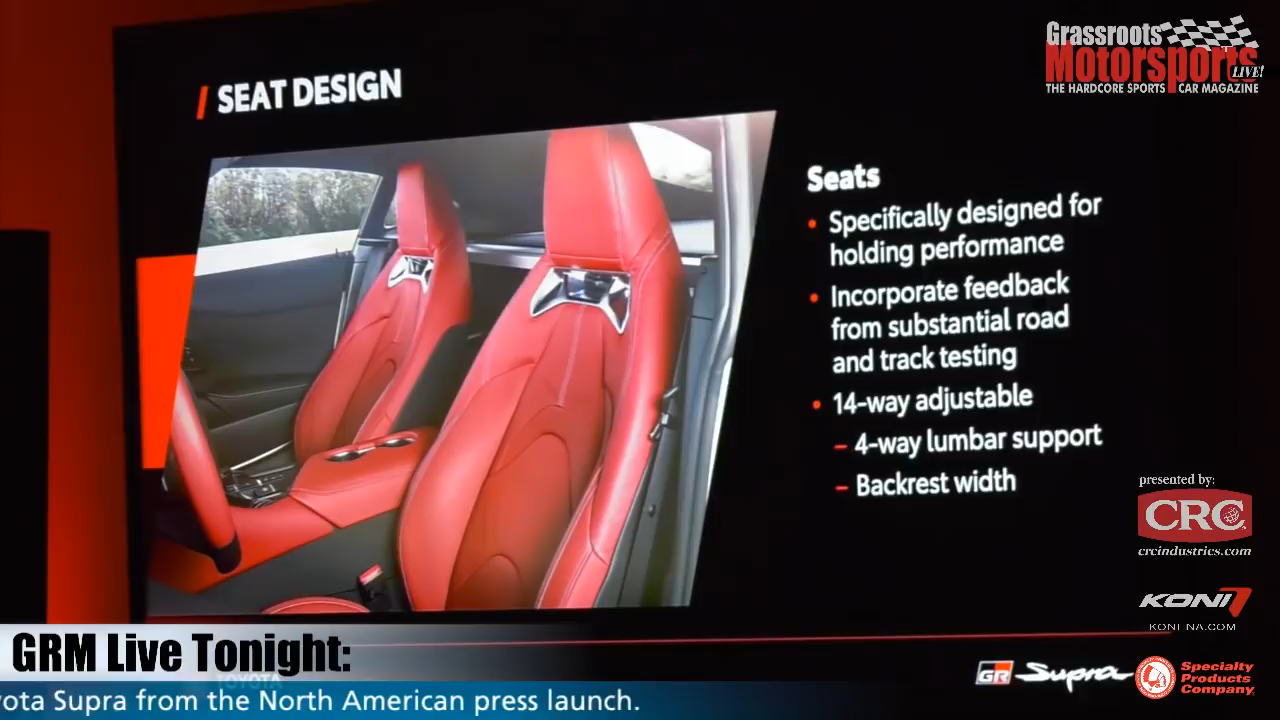 Grassroots
Motorsports
LIVE!
THE HARDCORE SPORTS CAR MAGAZINE
/ SEAT DESIGN
Seats
• Specifically designed for
holding performance
• Incorporate feedback
from substantial road
and track testing
• 14-way adjustable
– 4-way lumbar support
– Backrest width
presented by:
CRC
crcindustries.com
KONI
KONI-NA.COM
GR Supra
Specialty
Products
Company
GRM Live Tonight:
TOYOTA
yota Supra from the North American press launch.